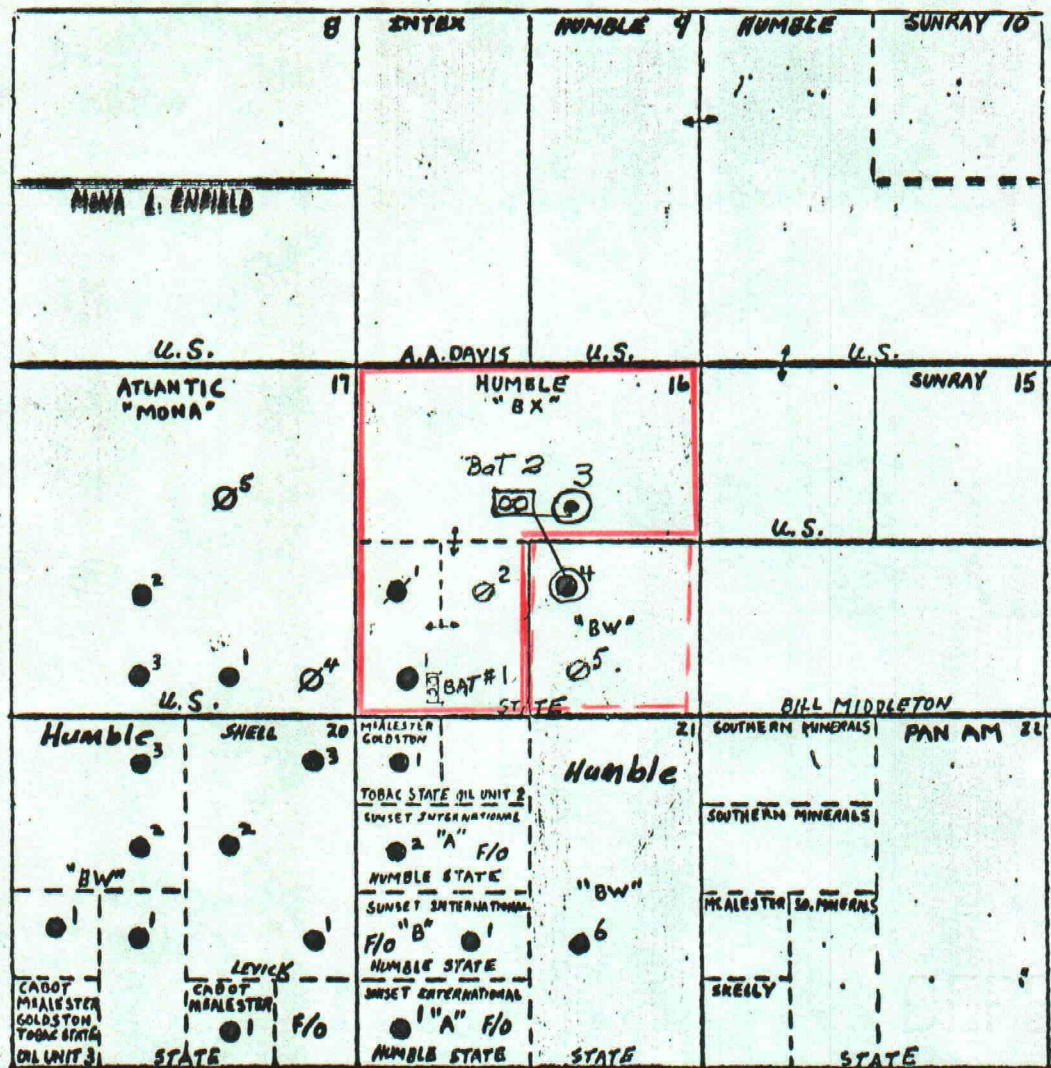 8
MONA L. ENFIELD
U.S.
INTEX
HUMBLE 9
A.A. DAVIS
U.S.
HUMBLE
SUNRAY 10
U.S.
ATLANTIC 17
"MONA"
5
2
3
1
4
U.S.
HUMBLE 16
"BX"
BaT 2
3
1
2
4
"BW"
1
BAT #1
5
STATE
SUNRAY 15
U.S.
BILL MIDDLETON
Humble
3
2
"BW"
1
1
CABOT
MCALESTER
GOLDSTON
TOBAC STATE
OIL UNIT 3
STATE
SHELL 20
3
2
1
LEVICK
CABOT
MCALESTER
1
F/O
MCALESTER
GOLDSTON
1
TOBAC STATE OIL UNIT 2
SUNSET INTERNATIONAL
2 "A" F/O
HUMBLE STATE
SUNSET INTERNATIONAL
F/O "B" 1
HUMBLE STATE
SUNSET INTERNATIONAL
1 "A" F/O
HUMBLE STATE
21
Humble
"BW"
6
STATE
SOUTHERN MINERALS
SOUTHERN MINERALS
MCALESTER
SO. MINERALS
SKELLY
PAN AM 22
STATE